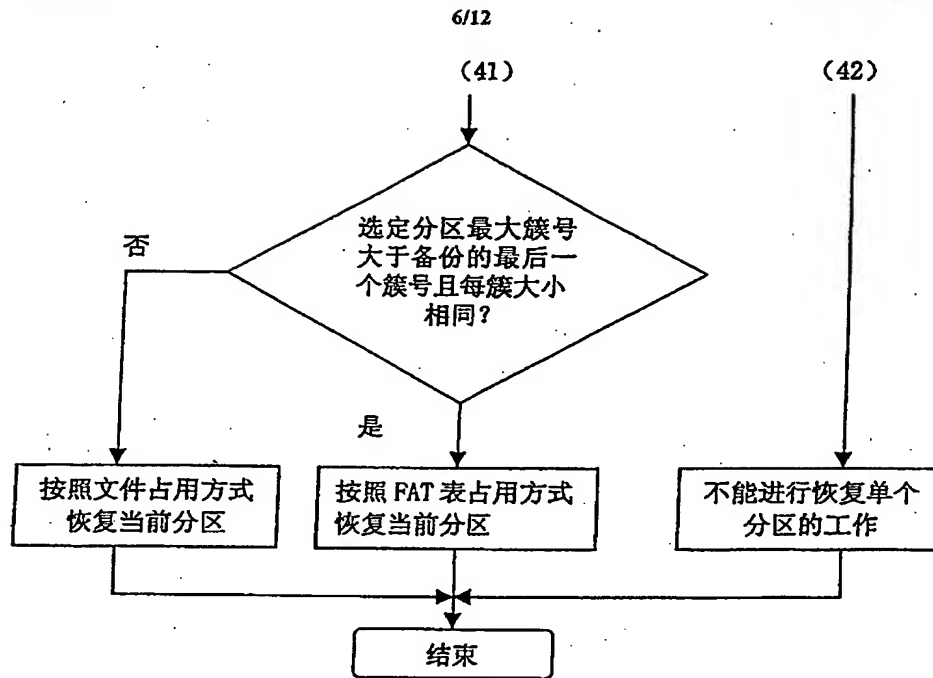 6/12
(41)
(42)
选定分区最大簇号
大于备份的最后一
个簇号且每簇大小
相同?
否
是
按照文件占用方式
恢复当前分区
按照 FAT 表占用方式
恢复当前分区
不能进行恢复单个
分区的工作
结束